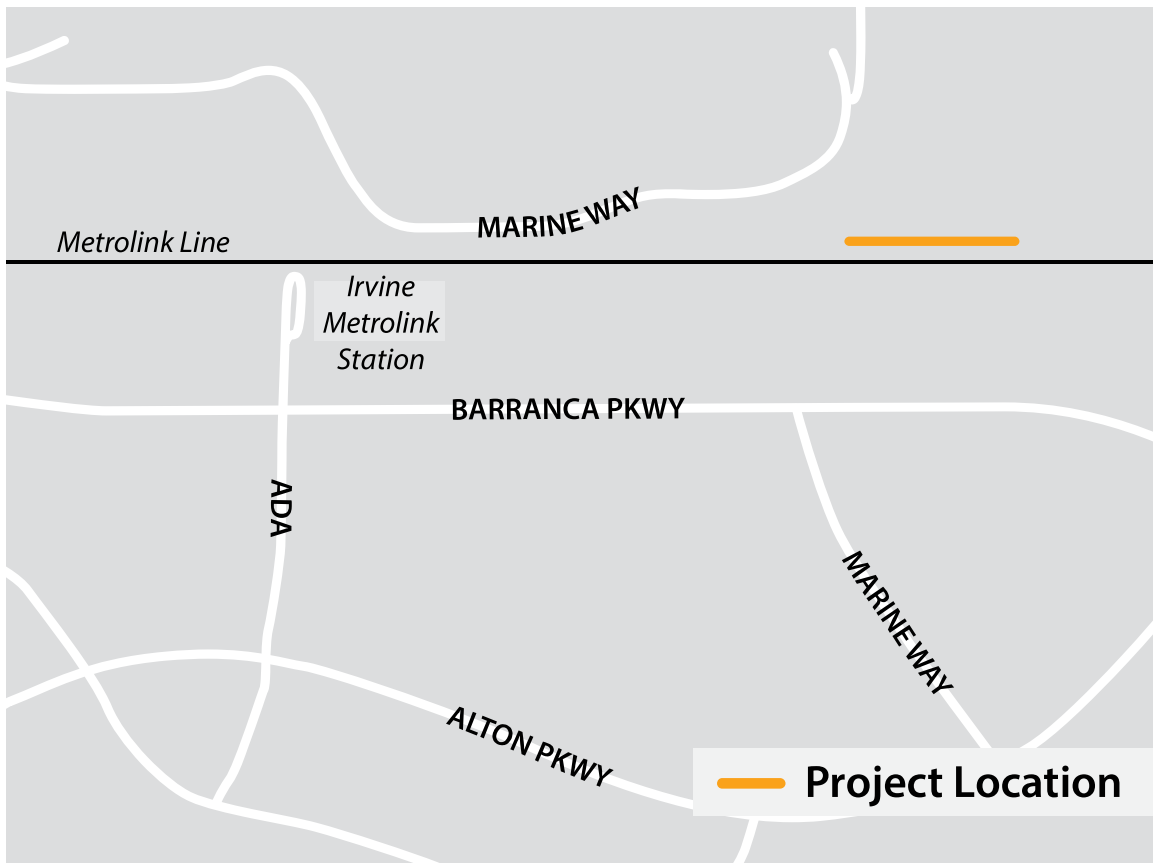 MARINE WAY
Metrolink Line
Irvine
Metrolink
Station
BARRANCA PKWY
ADA
MARINE WAY
ALTON PKWY
Project Location